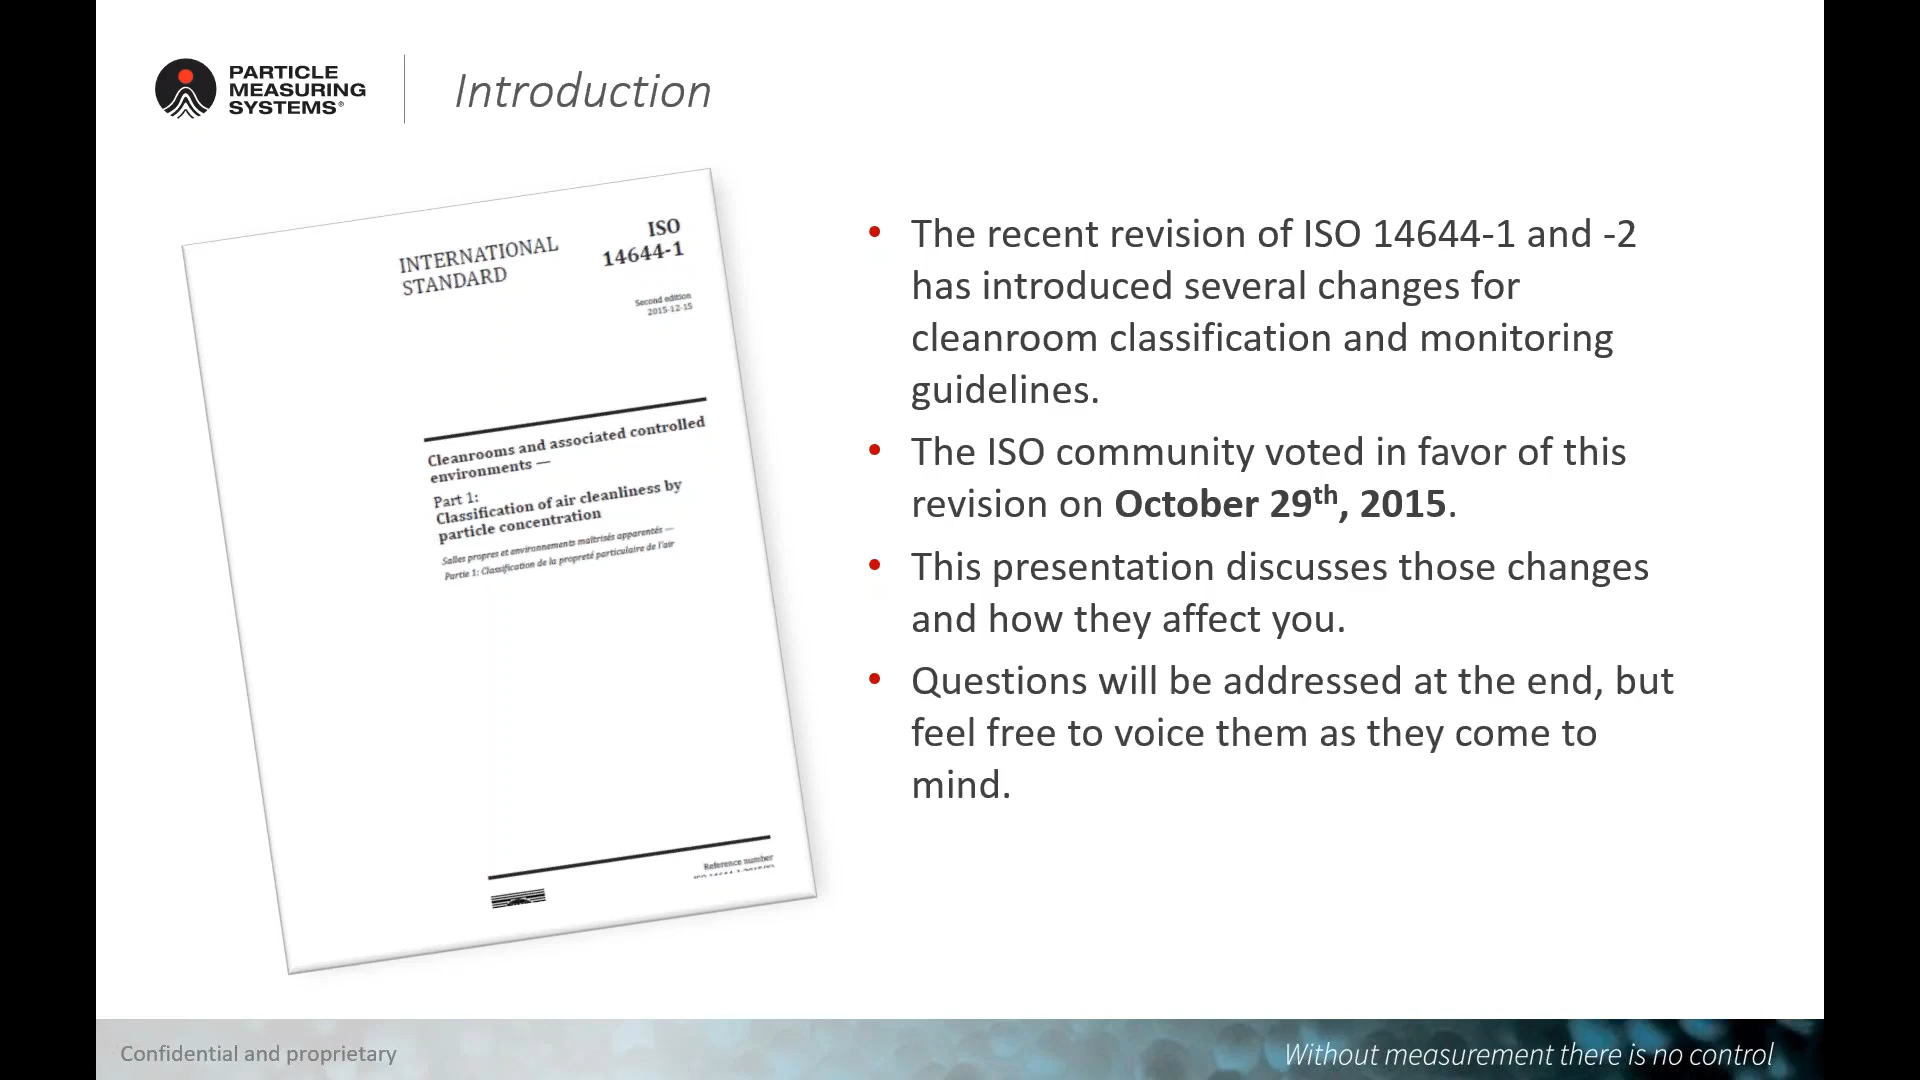 PARTICLE
MEASURING
SYSTEMS®
Introduction
INTERNATIONAL
STANDARD
ISO
14644-1
Second edition
2015-12-15
Cleanrooms and associated controlled
environments —
Part 1:
Classification of air cleanliness by
particle concentration
Salles propres et environnements maîtrisés apparentés —
Partie 1: Classification de la propreté particulaire de l'air
Reference number
• The recent revision of ISO 14644-1 and -2
has introduced several changes for
cleanroom classification and monitoring
guidelines.
• The ISO community voted in favor of this
revision on October 29th, 2015.
• This presentation discusses those changes
and how they affect you.
• Questions will be addressed at the end, but
feel free to voice them as they come to
mind.
Confidential and proprietary
Without measurement there is no control